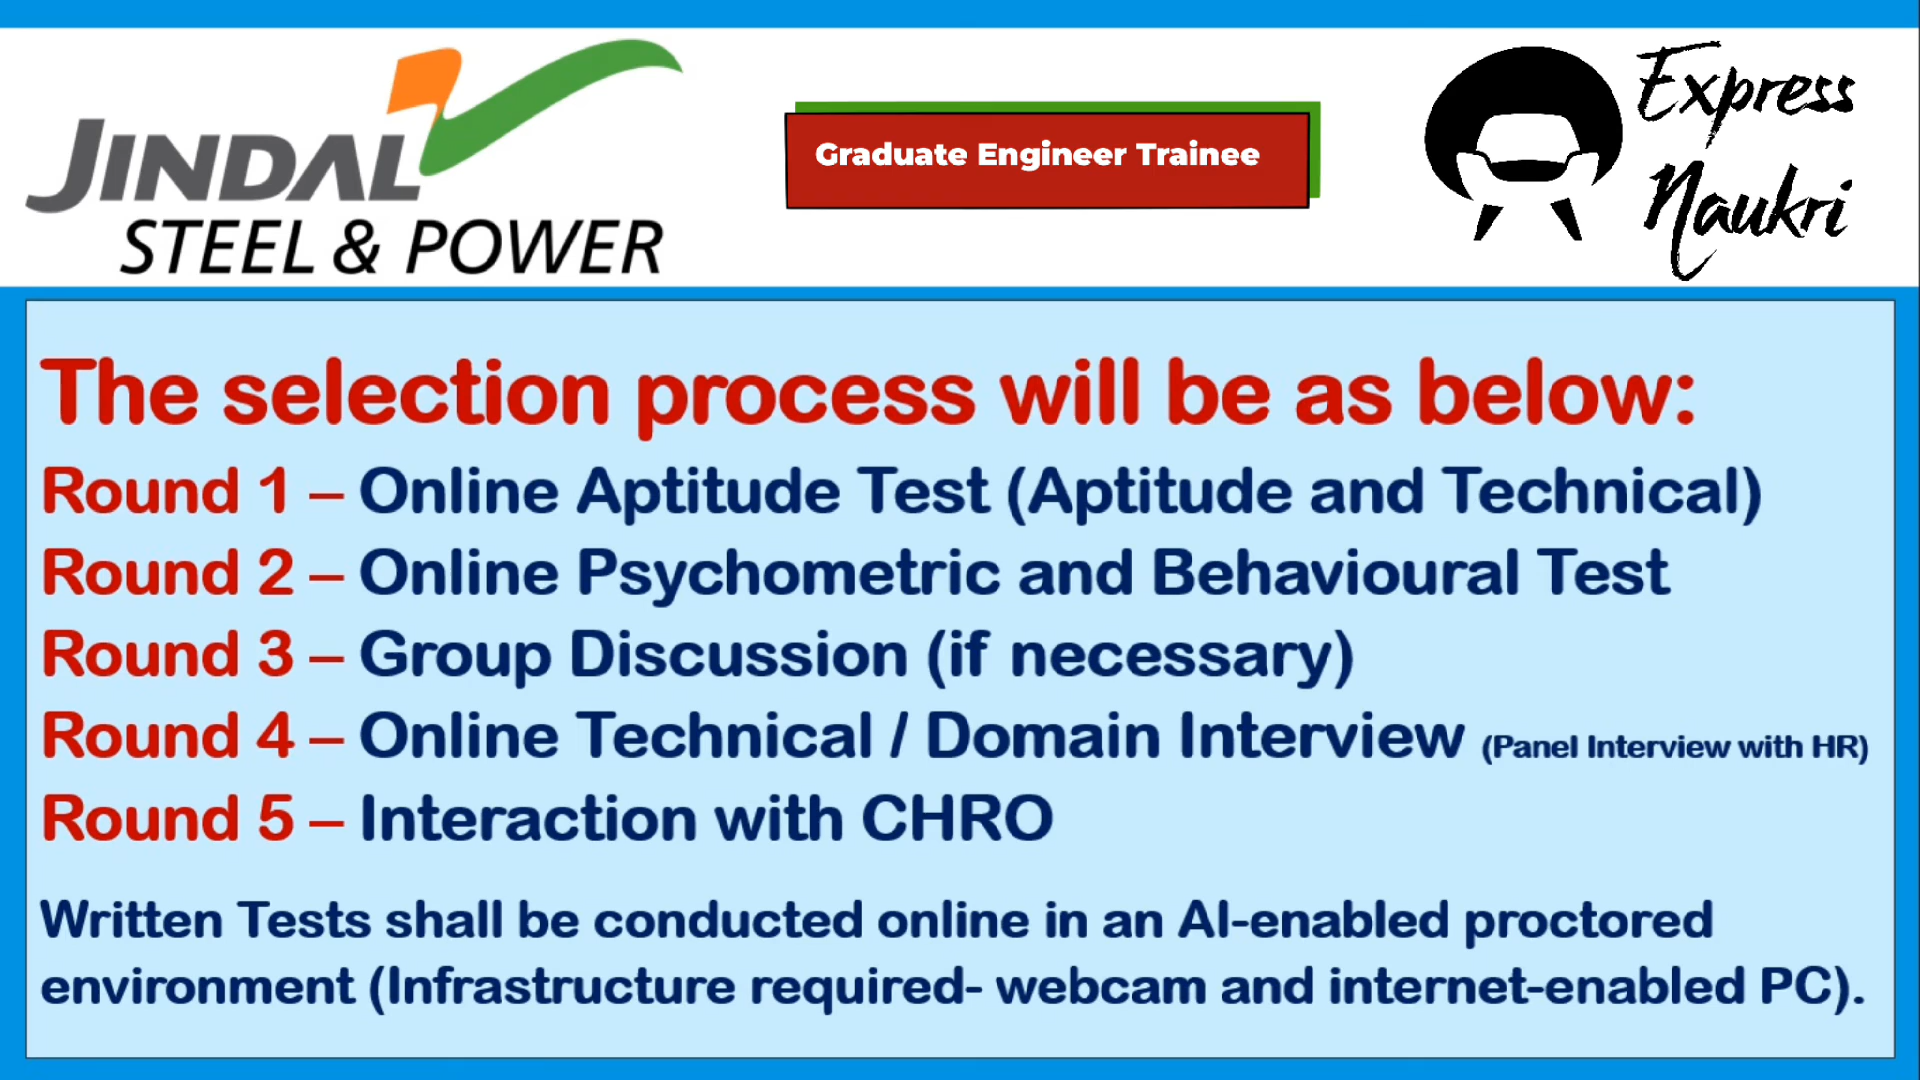 JINDAL
STEEL & POWER
Graduate Engineer Trainee
Express
Naukri
The selection process will be as below:
Round 1 – Online Aptitude Test (Aptitude and Technical)
Round 2 – Online Psychometric and Behavioural Test
Round 3 – Group Discussion (if necessary)
Round 4 – Online Technical / Domain Interview (Panel Interview with HR)
Round 5 – Interaction with CHRO
Written Tests shall be conducted online in an AI-enabled proctored
environment (Infrastructure required- webcam and internet-enabled PC).